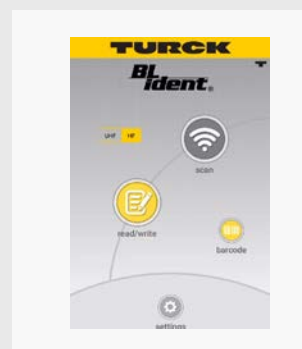 TURCK
BL
ident®
UHF HF
scan
read/write
barcode
settings